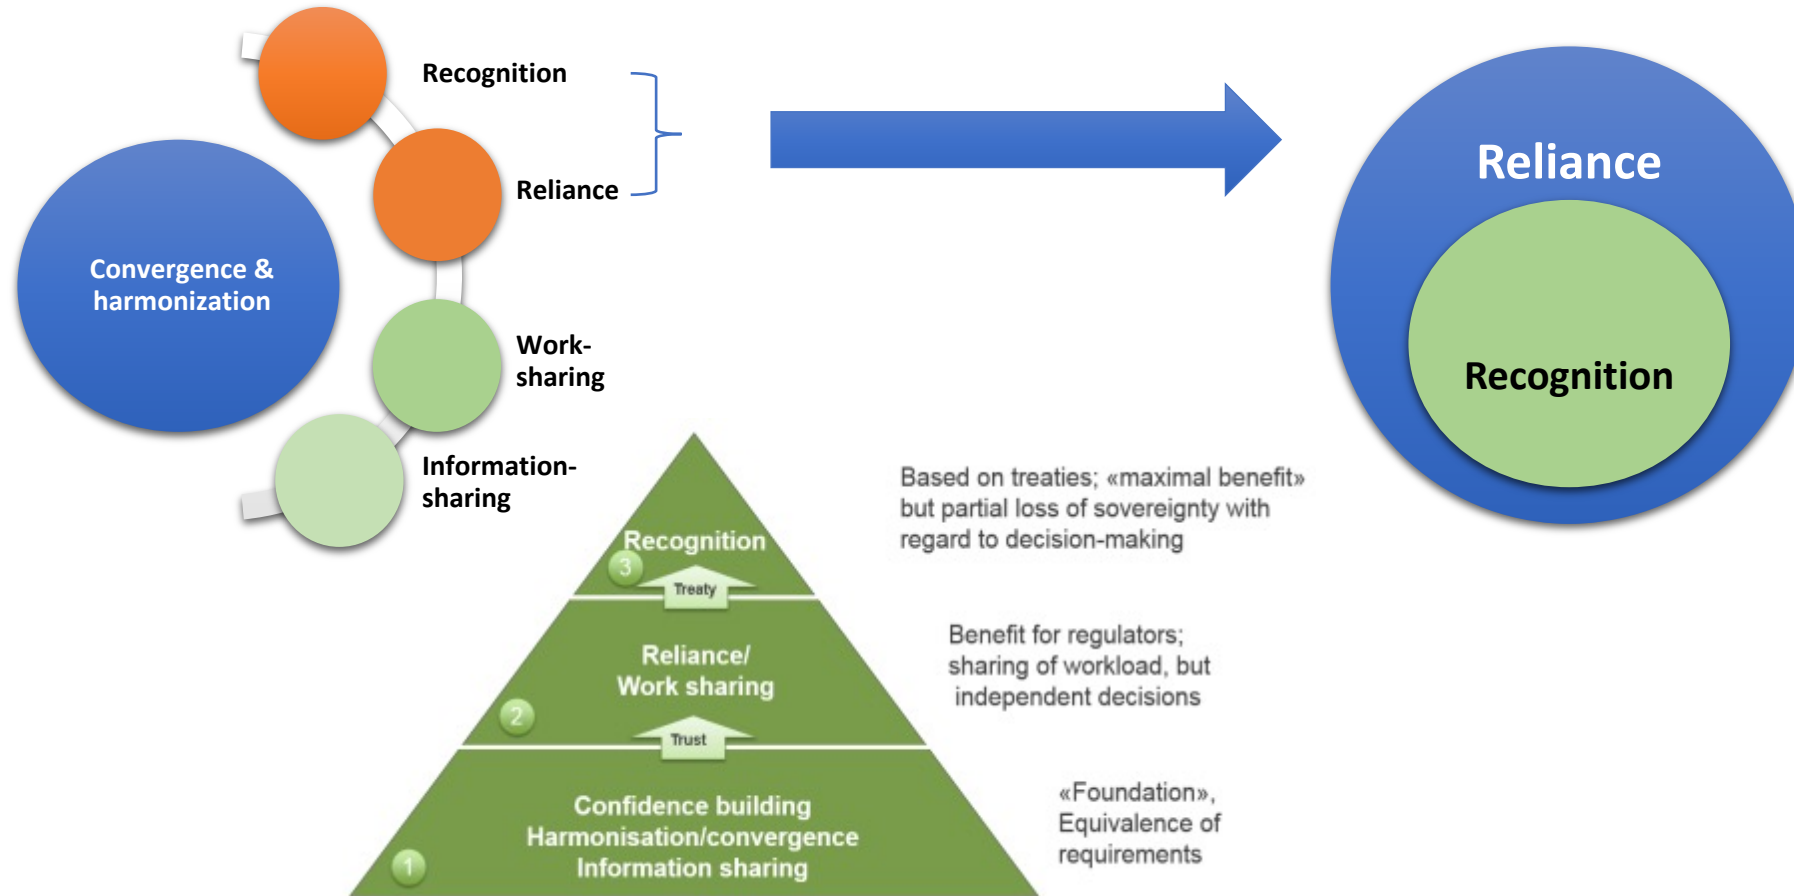 Recognition
Reliance
Convergence &
harmonization
Work-
sharing
Information-
sharing
Reliance
Recognition
Recognition
3
Treaty
Based on treaties; «maximal benefit»
but partial loss of sovereignty with
regard to decision-making
Reliance/
Work sharing
2
Trust
Benefit for regulators;
sharing of workload, but
independent decisions
Confidence building
Harmonisation/convergence
Information sharing
1
«Foundation»,
Equivalence of
requirements